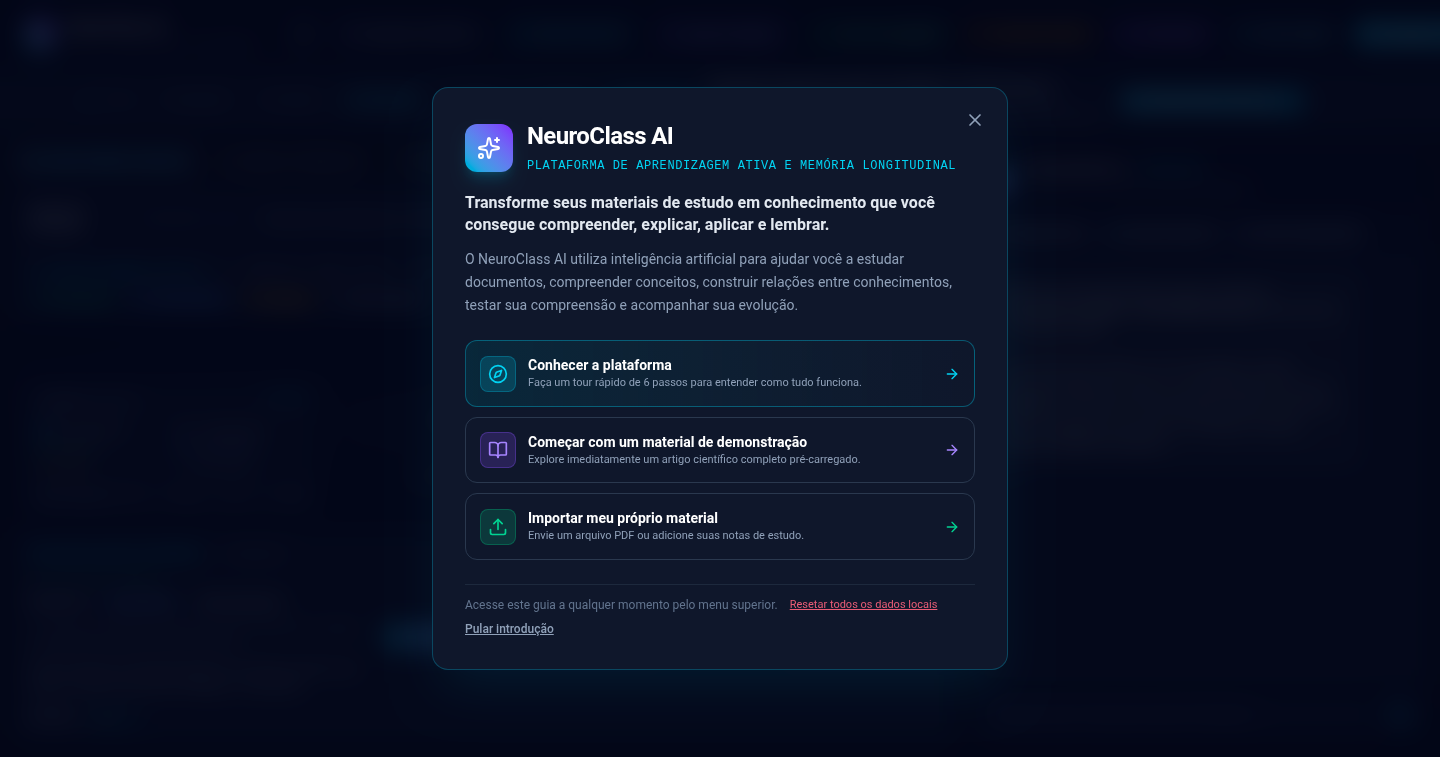 NeuroClass AI
PLATAFORMA DE APRENDIZAGEM ATIVA E MEMÓRIA LONGITUDINAL
Transforme seus materiais de estudo em conhecimento que você
consegue compreender, explicar, aplicar e lembrar.
O NeuroClass AI utiliza inteligência artificial para ajudar você a estudar
documentos, compreender conceitos, construir relações entre conhecimentos,
testar sua compreensão e acompanhar sua evolução.
Conhecer a plataforma
Faça um tour rápido de 6 passos para entender como tudo funciona.
Começar com um material de demonstração
Explore imediatamente um artigo científico completo pré-carregado.
Importar meu próprio material
Envie um arquivo PDF ou adicione suas notas de estudo.
Acesse este guia a qualquer momento pelo menu superior. Resetar todos os dados locais
Pular introdução